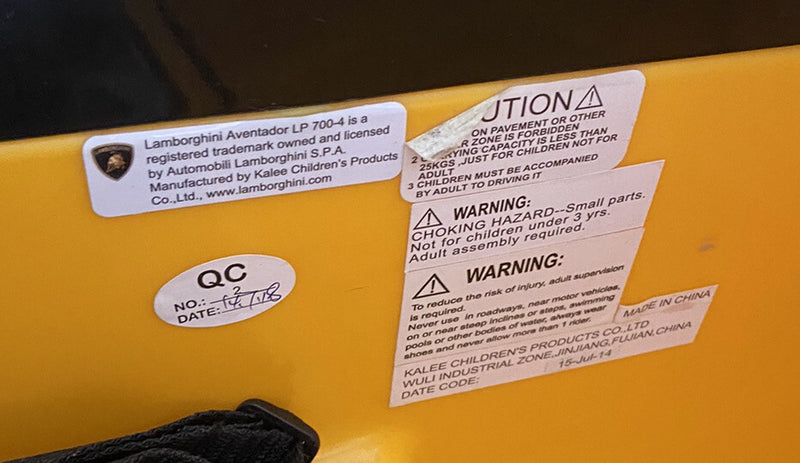 Lamborghini Aventador LP 700-4 is a
registered trademark owned and licensed
by Automobili Lamborghini S.P.A.
Manufactured by Kalee Children's Products
Co.,Ltd., www.lamborghini.com
QC
NO.: 2
DATE:
UTION
ON PAVEMENT OR OTHER
R ZONE IS FORBIDDEN
2 RYING CAPACITY IS LESS THAN
25KGS ,JUST FOR CHILDREN NOT FOR
ADULT
3 CHILDREN MUST BE ACCOMPANIED
BY ADULT TO DRIVING IT
WARNING:
CHOKING HAZARD--Small parts.
Not for children under 3 yrs.
Adult assembly required.
WARNING:
To reduce the risk of injury, adult supervision
is required.
Never use in roadways, near motor vehicles,
on or near steep inclines or steps, swimming
pools or other bodies of water, always wear
shoes and never allow more than 1 rider.
MADE IN CHINA
KALEE CHILDREN'S PRODUCTS CO.,LTD
WULI INDUSTRIAL ZONE,JINJIANG,FUJIAN,CHINA
DATE CODE: 15-Jul-14